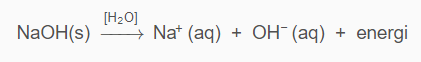 NaOH(s) [H₂O]⟶ Na⁺ (aq) + OH⁻ (aq) + energi